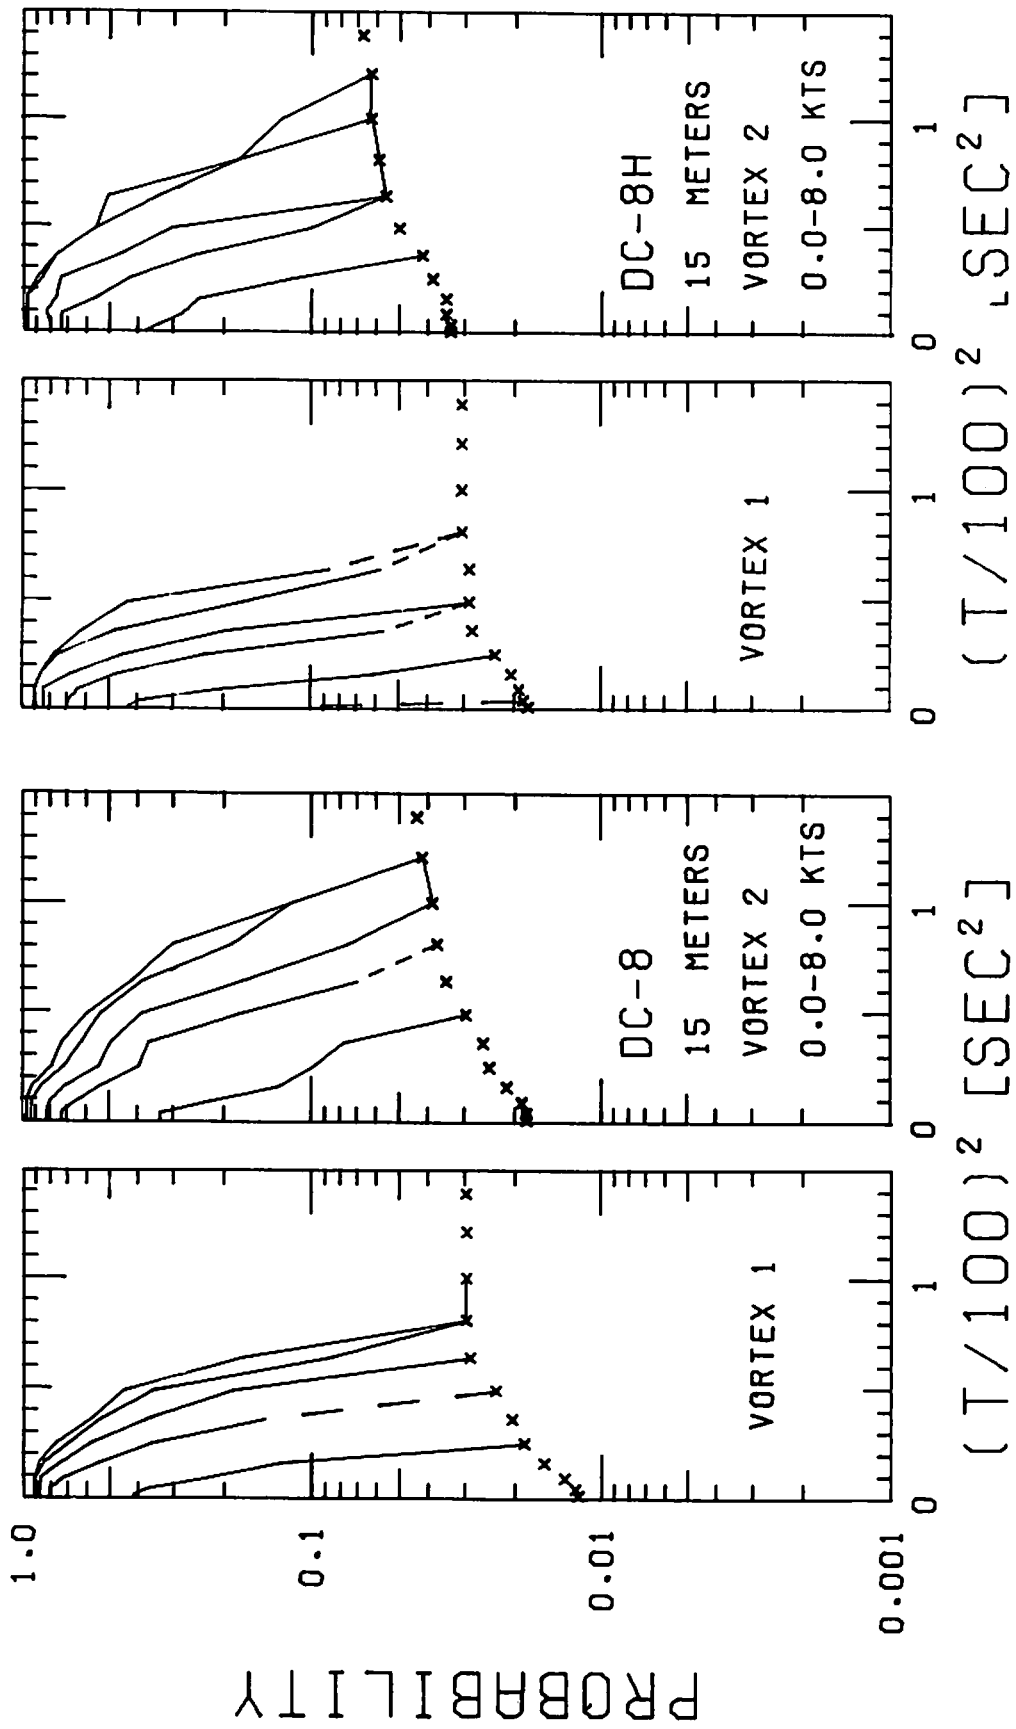 PROBABILITY
1.0
0.1
0.01
0.001
VORTEX 1
0
1
DC-8
15 METERS
VORTEX 2
0.0-8.0 KTS
0
1
(T/100)² [SEC²]
VORTEX 1
0
1
DC-8H
15 METERS
VORTEX 2
0.0-8.0 KTS
0
1
(T/100)² [SEC²]